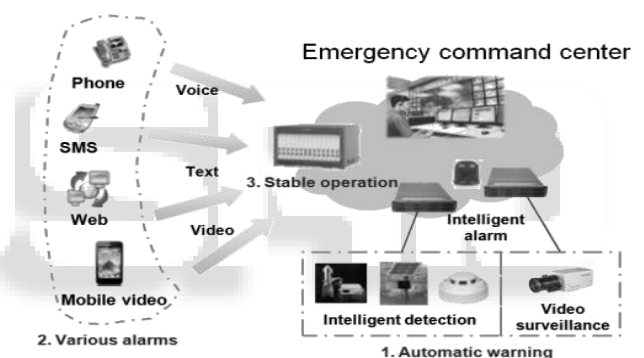 Emergency command center
Phone
Voice
SMS
Text
3. Stable operation
Web
Video
Intelligent
alarm
Mobile video
Intelligent detection
Video
surveillance
2. Various alarms
1. Automatic warning